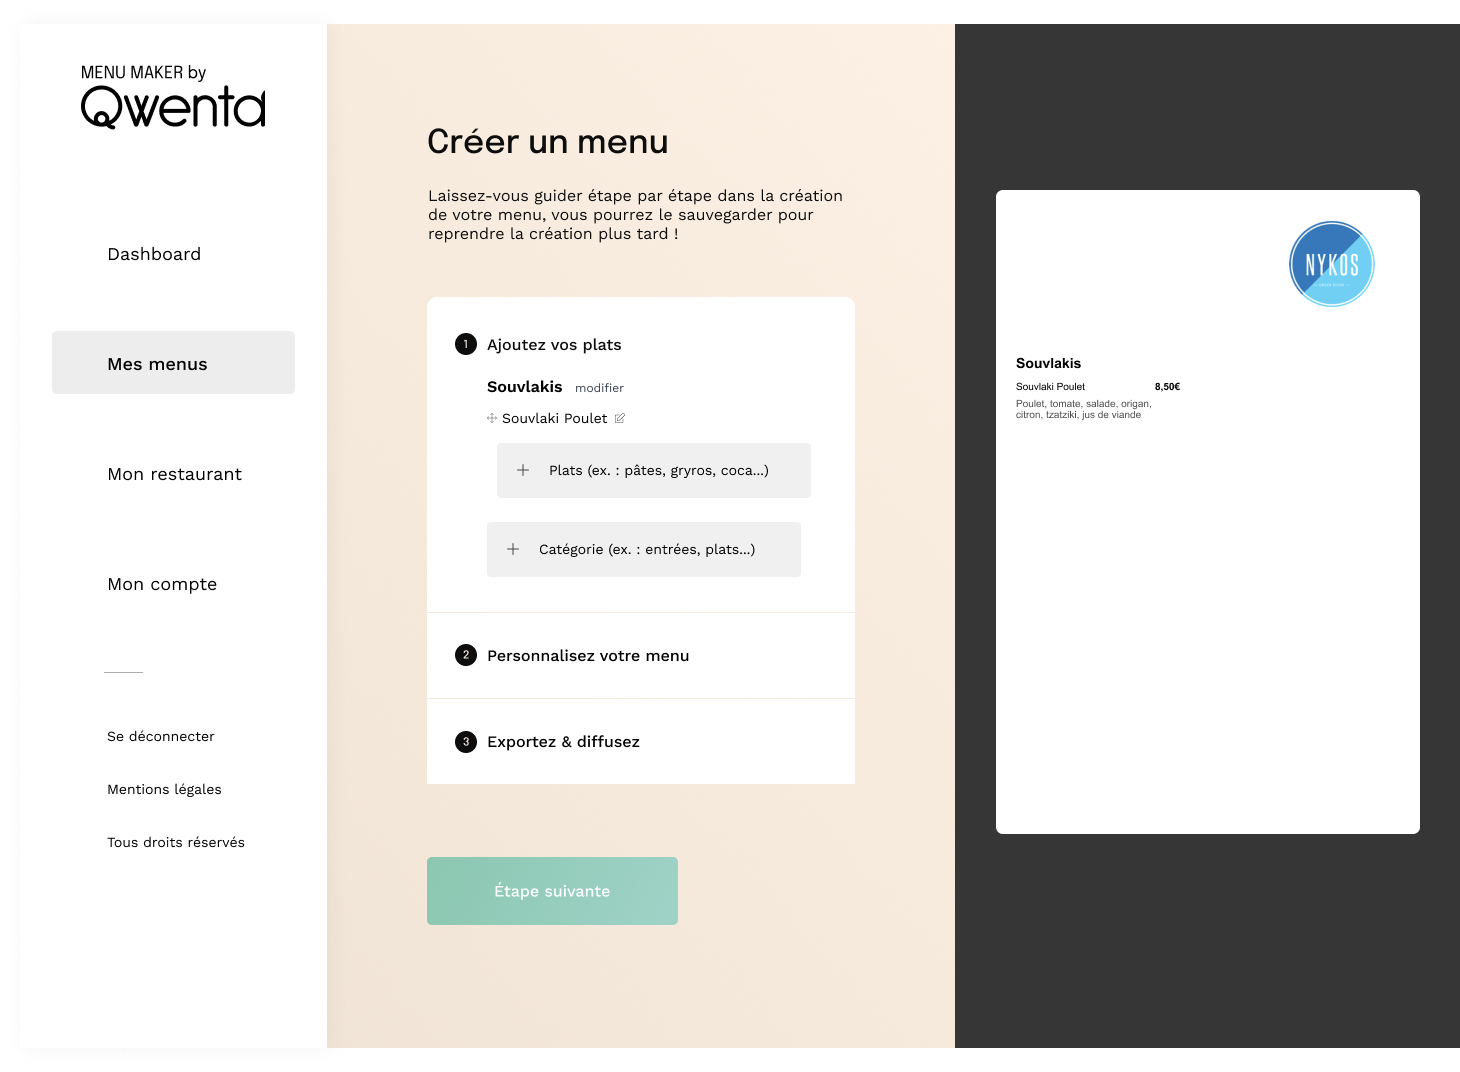 MENU MAKER by
Qwenta
Dashboard
Mes menus
Mon restaurant
Mon compte
Se déconnecter
Mentions légales
Tous droits réservés
Créer un menu
Laissez-vous guider étape par étape dans la création
de votre menu, vous pourrez le sauvegarder pour
reprendre la création plus tard !
1 Ajoutez vos plats
Souvlakis modifier
Souvlaki Poulet
+ Plats (ex. : pâtes, gryros, coca...)
+ Catégorie (ex. : entrées, plats...)
2 Personnalisez votre menu
3 Exportez & diffusez
Étape suivante
NYKOS
Souvlakis
Souvlaki Poulet 8,50€
Poulet, tomate, salade, origan,
citron, tzatziki, jus de viande